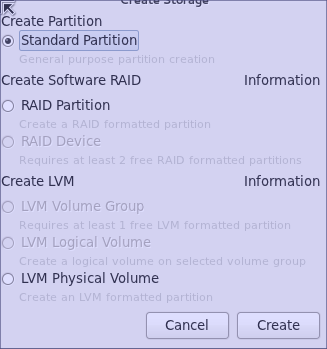 Create Storage
Create Partition
Standard Partition
General purpose partition creation
Create Software RAID Information
RAID Partition
Create a RAID formatted partition
RAID Device
Requires at least 2 free RAID formatted partitions
Create LVM Information
LVM Volume Group
Requires at least 1 free LVM formatted partition
LVM Logical Volume
Create a logical volume on selected volume group
LVM Physical Volume
Create an LVM formatted partition
Cancel Create